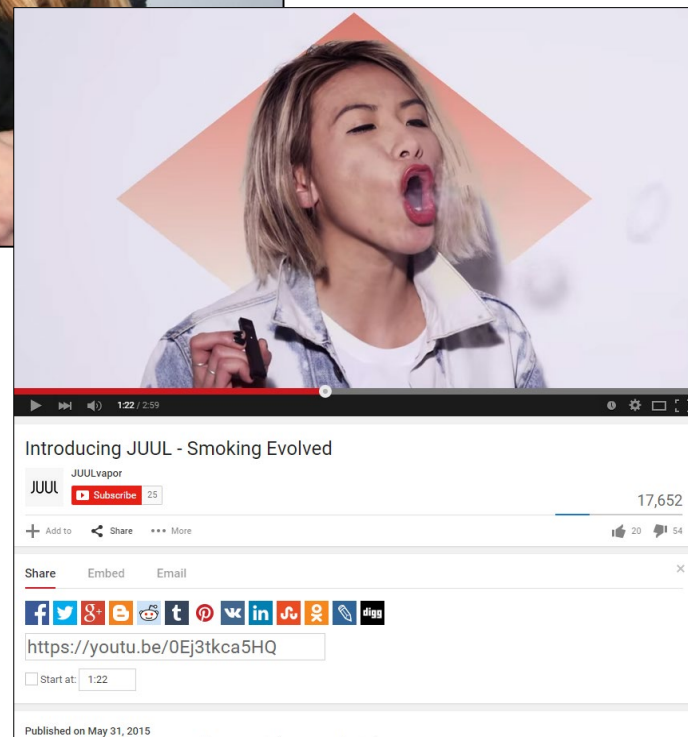 1:22 / 2:59
Introducing JUUL - Smoking Evolved
JUUL
JUULvapor
Subscribe 25
17,652
Add to Share More
20 54
Share Embed Email
digg
https://youtu.be/0Ej3tkca5HQ
Start at: 1:22
Published on May 31, 2015